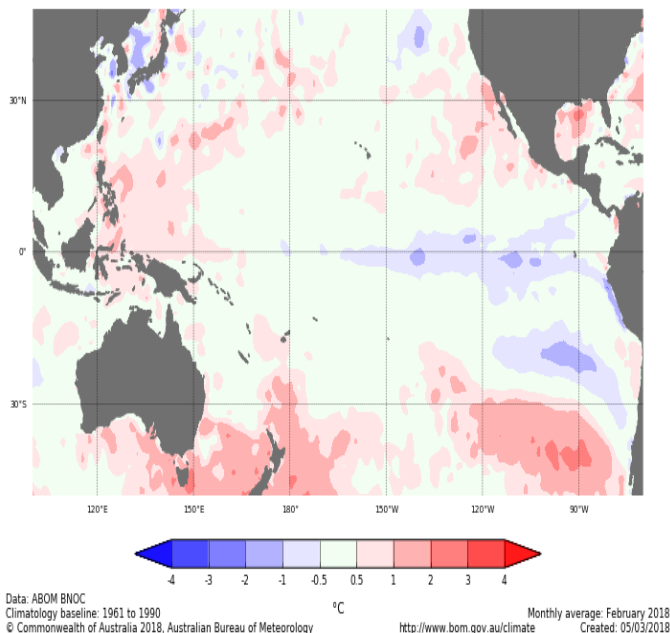 30°N
0°
30°S
120°E 150°E 180° 150°W 120°W 90°W
-4 -3 -2 -1 -0.5 0.5 1 2 3 4
°C
Data: ABOM BNOC
Climatology baseline: 1961 to 1990
Monthly average: February 2018
© Commonwealth of Australia 2018, Australian Bureau of Meteorology
http://www.bom.gov.au/climate
Created: 05/03/2018